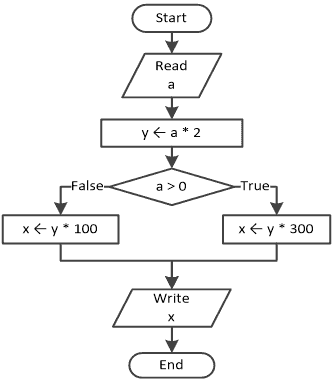 Start
Read
a
y ← a * 2
False
a > 0
True
x ← y * 100
x ← y * 300
Write
x
End